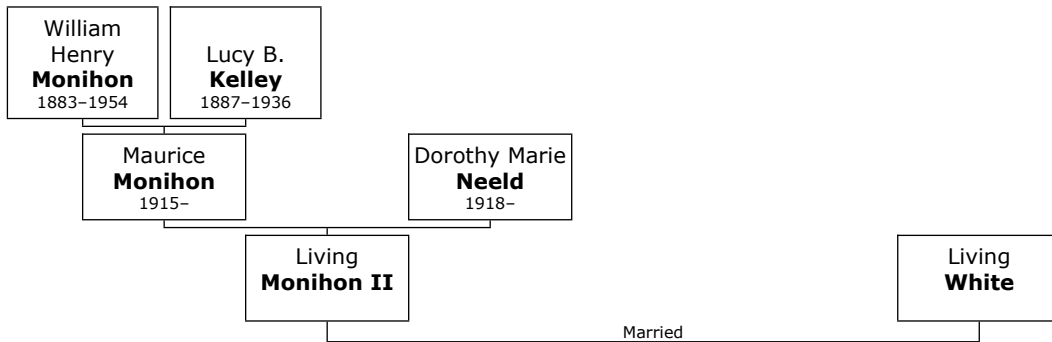 William
Henry
Monihon
1883–1954
Lucy B.
Kelley
1887–1936
Maurice
Monihon
1915–
Dorothy Marie
Neeld
1918–
Living
Monihon II
Living
White
Married